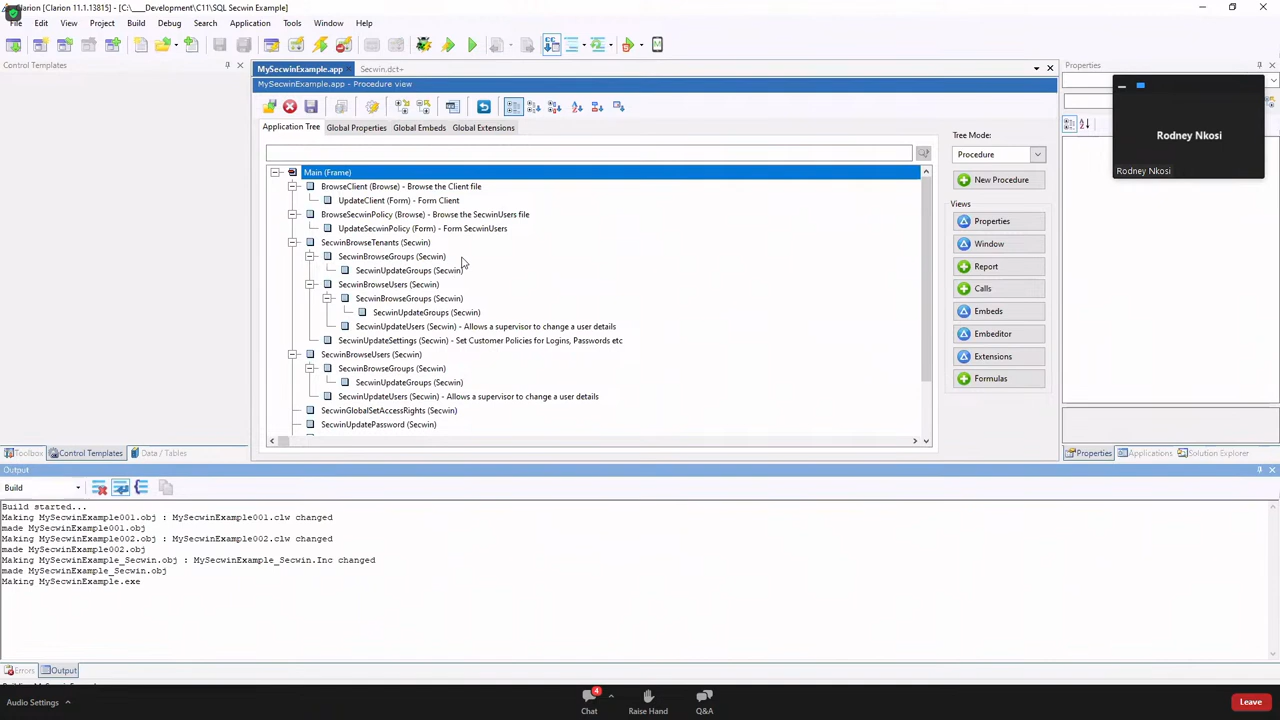 Clarion [11.1.13815] - [C:\___Development\C11\SQL Secwin Example]
File Edit View Project Build Debug Search Application Tools Window Help
Control Templates
MySecwinExample.app
Secwin.dct+
MySecwinExample.app - Procedure view
Application Tree Global Properties Global Embeds Global Extensions
Main (Frame)
BrowseClient (Browse) - Browse the Client file
UpdateClient (Form) - Form Client
BrowseSecwinPolicy (Browse) - Browse the SecwinUsers file
UpdateSecwinPolicy (Form) - Form SecwinUsers
SecwinBrowseTenants (Secwin)
SecwinBrowseGroups (Secwin)
SecwinUpdateGroups (Secwin)
SecwinBrowseUsers (Secwin)
SecwinBrowseGroups (Secwin)
SecwinUpdateGroups (Secwin)
SecwinUpdateUsers (Secwin) - Allows a supervisor to change a user details
SecwinUpdateSettings (Secwin) - Set Customer Policies for Logins, Passwords etc
SecwinBrowseUsers (Secwin)
SecwinBrowseGroups (Secwin)
SecwinUpdateGroups (Secwin)
SecwinUpdateUsers (Secwin) - Allows a supervisor to change a user details
SecwinGlobalSetAccessRights (Secwin)
SecwinUpdatePassword (Secwin)
Tree Mode:
Procedure
New Procedure
Views
Properties
Window
Report
Calls
Embeds
Embeditor
Extensions
Formulas
Properties
Rodney Nkosi
Rodney Nkosi
Toolbox Control Templates Data / Tables
Properties Applications Solution Explorer
Output
Build
Build started...
Making MySecwinExample001.obj : MySecwinExample001.clw changed
made MySecwinExample001.obj
Making MySecwinExample002.obj : MySecwinExample002.clw changed
made MySecwinExample002.obj
Making MySecwinExample_Secwin.obj : MySecwinExample_Secwin.Inc changed
made MySecwinExample_Secwin.obj
Making MySecwinExample.exe
Errors Output
Audio Settings
4
Chat
Raise Hand
Q&A
Leave